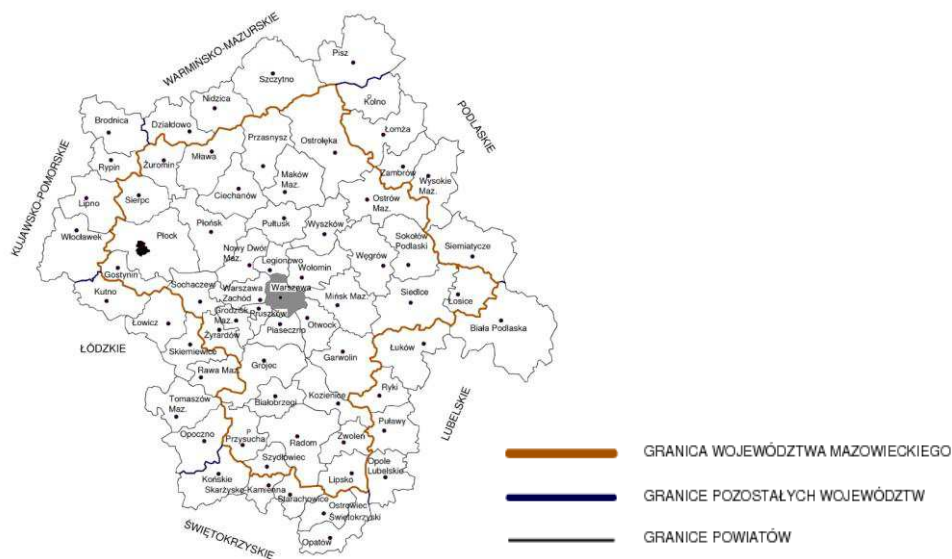 WARMIŃSKO-MAZURSKIE
Pisz
Szczytno
Nidzica
Kolno
PODLASKIE
Brodnica
Działdowo
Łomża
Przasnysz
Ostrołęka
Rypin
Żuromin
Mława
Zambrów
Maków
Maz.
Wysokie
Maz.
KUJAWSKO-POMORSKIE
Lipno
Sierpc
Ciechanów
Ostrów
Maz.
Włocławek
Płock
Płońsk
Pułtusk
Wyszków
Sokołów
Podlaski
Siemiatycze
Nowy Dwór
Maz.
Legionowo
Węgrów
Gostynin
Wołomin
Kutno
Sochaczew
Warszawa
Zachód
Warszawa
Mińsk Maz.
Siedlce
Łosice
Grodzisk
Maz.
Pruszków
Łowicz
Żyrardów
Piaseczno
Otwock
Biała Podlaska
ŁÓDZKIE
Skierniewice
Łuków
Grójec
Garwolin
Rawa Maz.
Ryki
Tomaszów
Maz.
Białobrzegi
Kozienice
LUBELSKIE
Puławy
Opoczno
Przysucha
Radom
Zwoleń
Szydłowiec
Opole
Lubelskie
Końskie
Lipsko
Skarżysko-Kamienna
Starachowice
Ostrowiec
Świętokrzyski
Opatów
ŚWIĘTOKRZYSKIE
GRANICA WOJEWÓDZTWA MAZOWIECKIEGO
GRANICE POZOSTAŁYCH WOJEWÓDZTW
GRANICE POWIATÓW